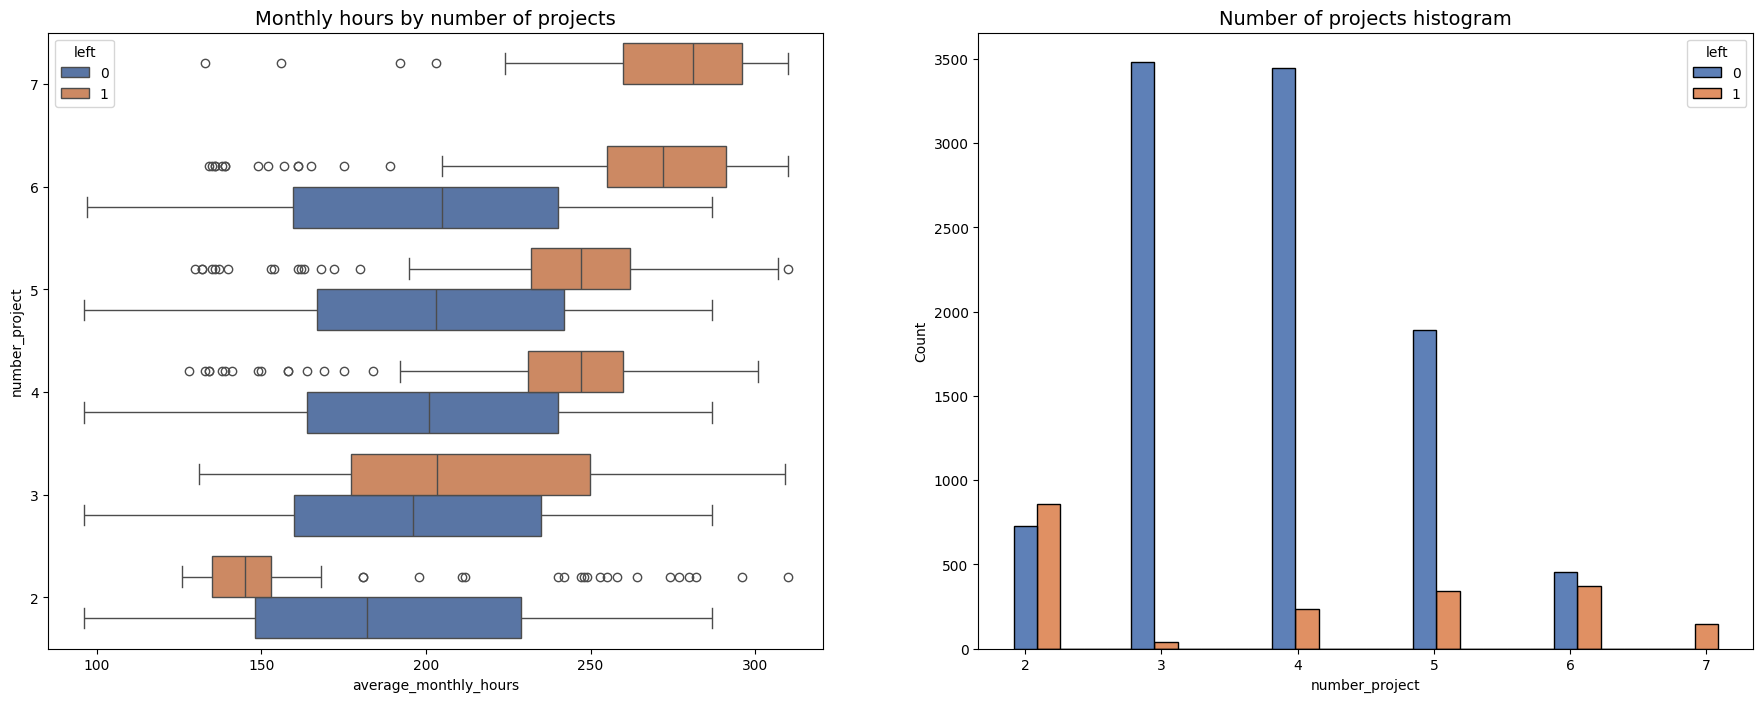 Monthly hours by number of projects
left
0
1
7
6
5
4
3
2
number_project
100 150 200 250 300
average_monthly_hours
Number of projects histogram
left
0
1
3500
3000
2500
2000
1500
1000
500
0
Count
2 3 4 5 6 7
number_project